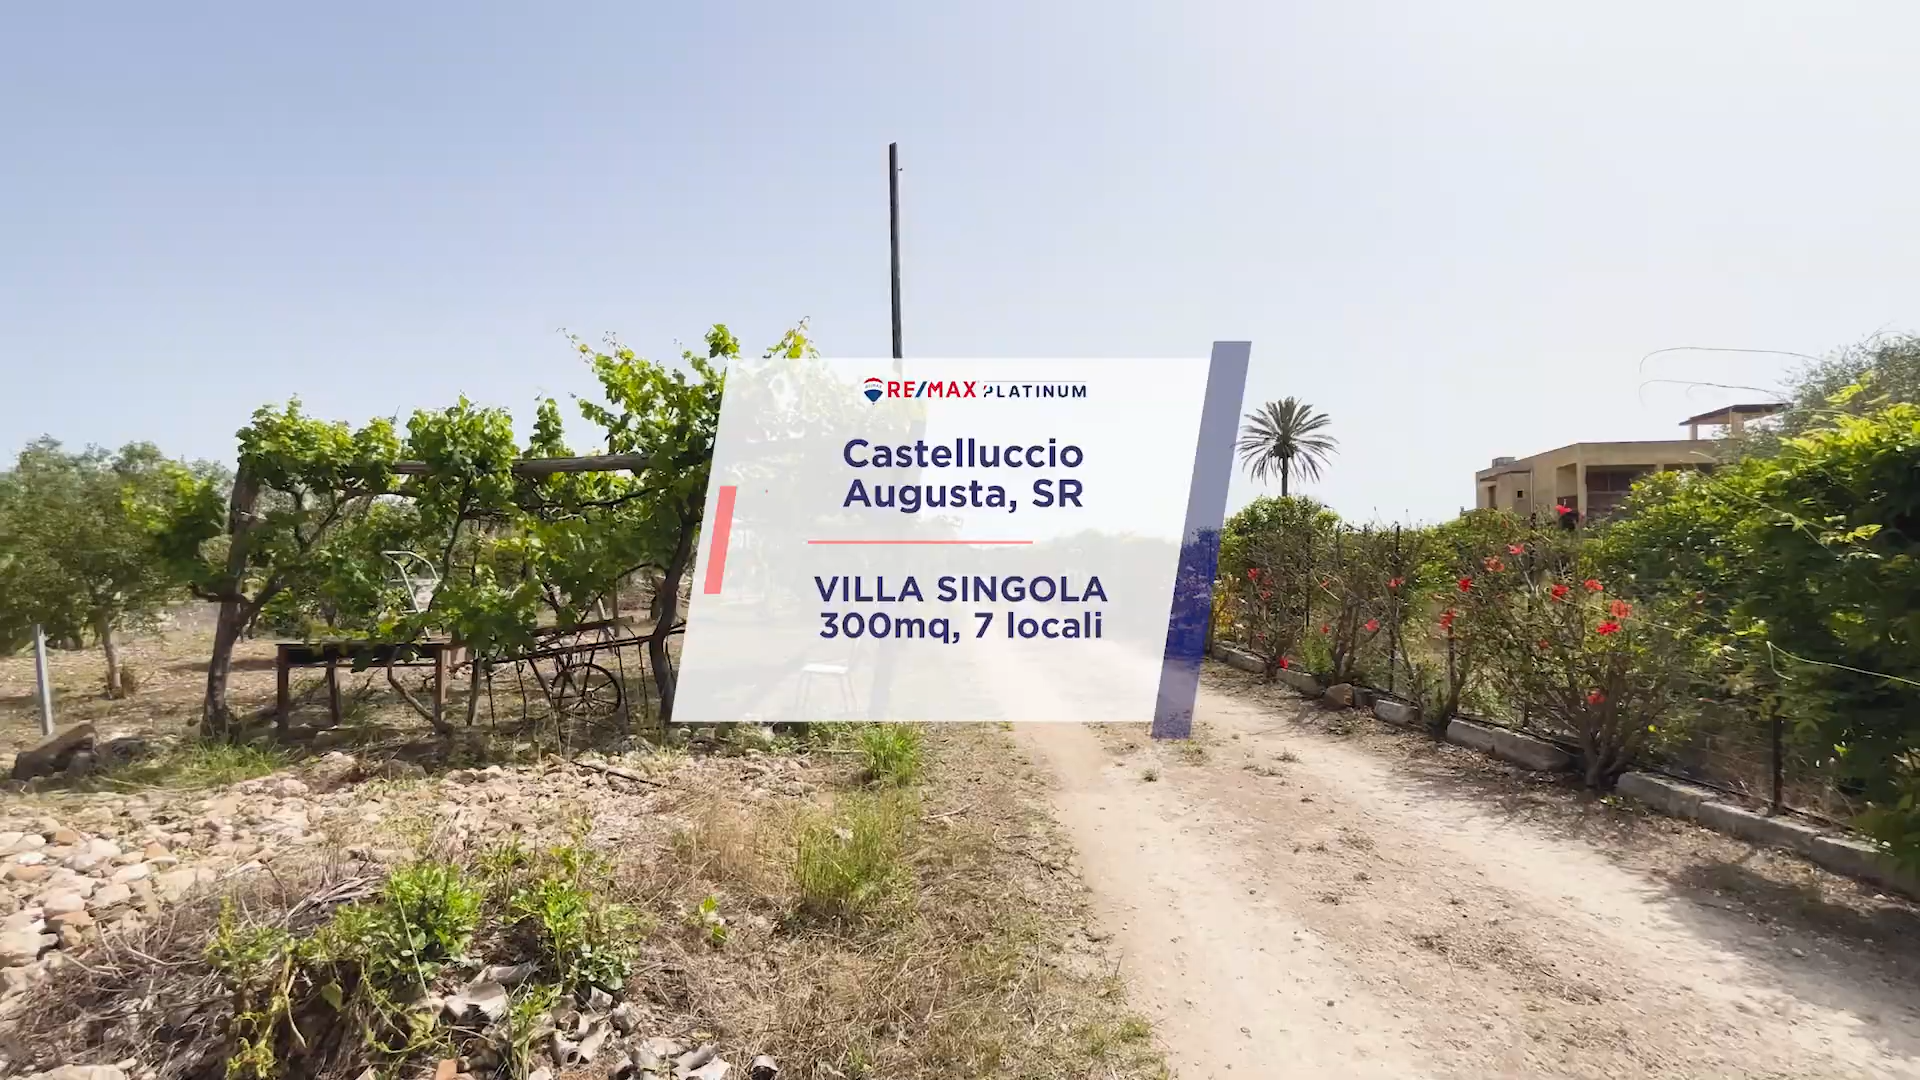 RE/MAX PLATINUM
Castelluccio
Augusta, SR
VILLA SINGOLA
300mq, 7 locali